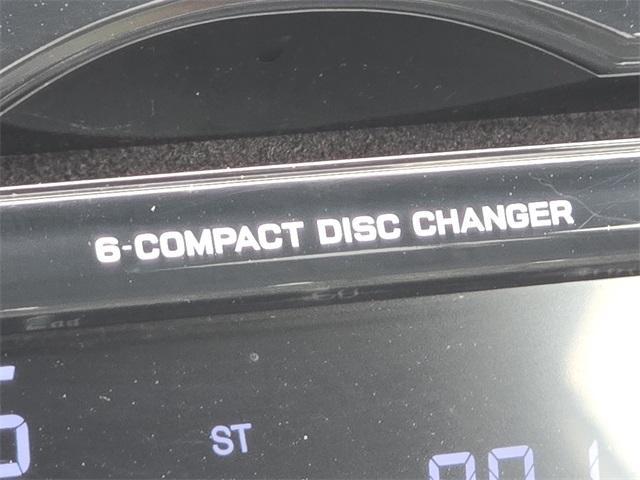 6-COMPACT DISC CHANGER
ST